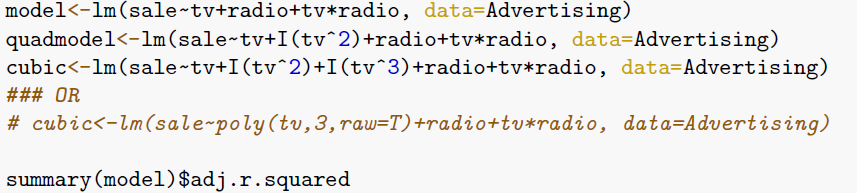 model<-lm(sale~tv+radio+tv*radio, data=Advertising)
quadmodel<-lm(sale~tv+I(tv^2)+radio+tv*radio, data=Advertising)
cubic<-lm(sale~tv+I(tv^2)+I(tv^3)+radio+tv*radio, data=Advertising)
### OR
# cubic<-lm(sale~poly(tv,3,raw=T)+radio+tv*radio, data=Advertising)
summary(model)$adj.r.squared